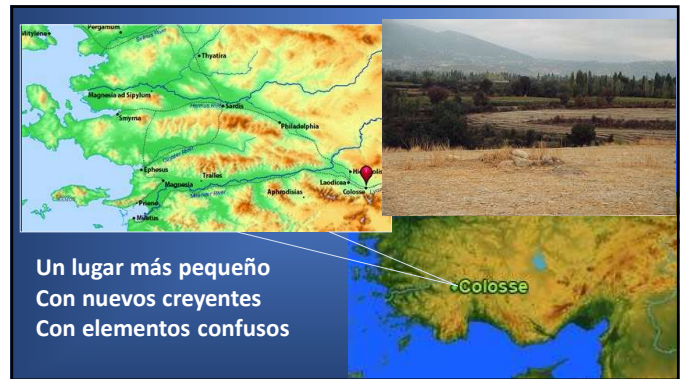 Pergamum
Mitylene
Thyatira
Magnesia ad Sipylum
Sardis
Smyrna
Philadelphia
Ephesus
Tralles
Magnesia
Laodicea
Aphrodisias
Colosse
Priene
Miletus
Colosse
Un lugar más pequeño
Con nuevos creyentes
Con elementos confusos